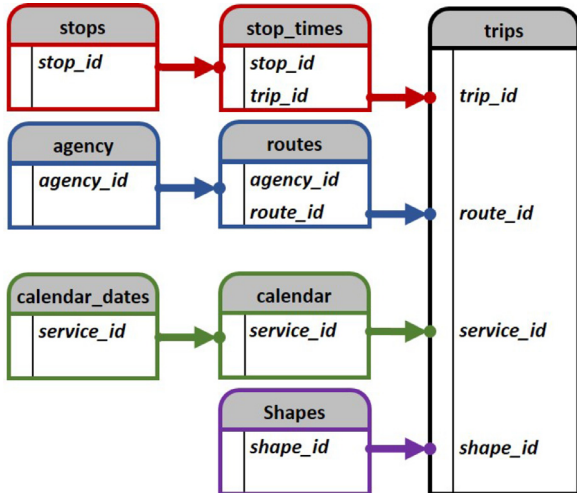 stops
stop_id
stop_times
stop_id
trip_id
trips
trip_id
route_id
service_id
shape_id
agency
agency_id
routes
agency_id
route_id
calendar_dates
service_id
calendar
service_id
Shapes
shape_id